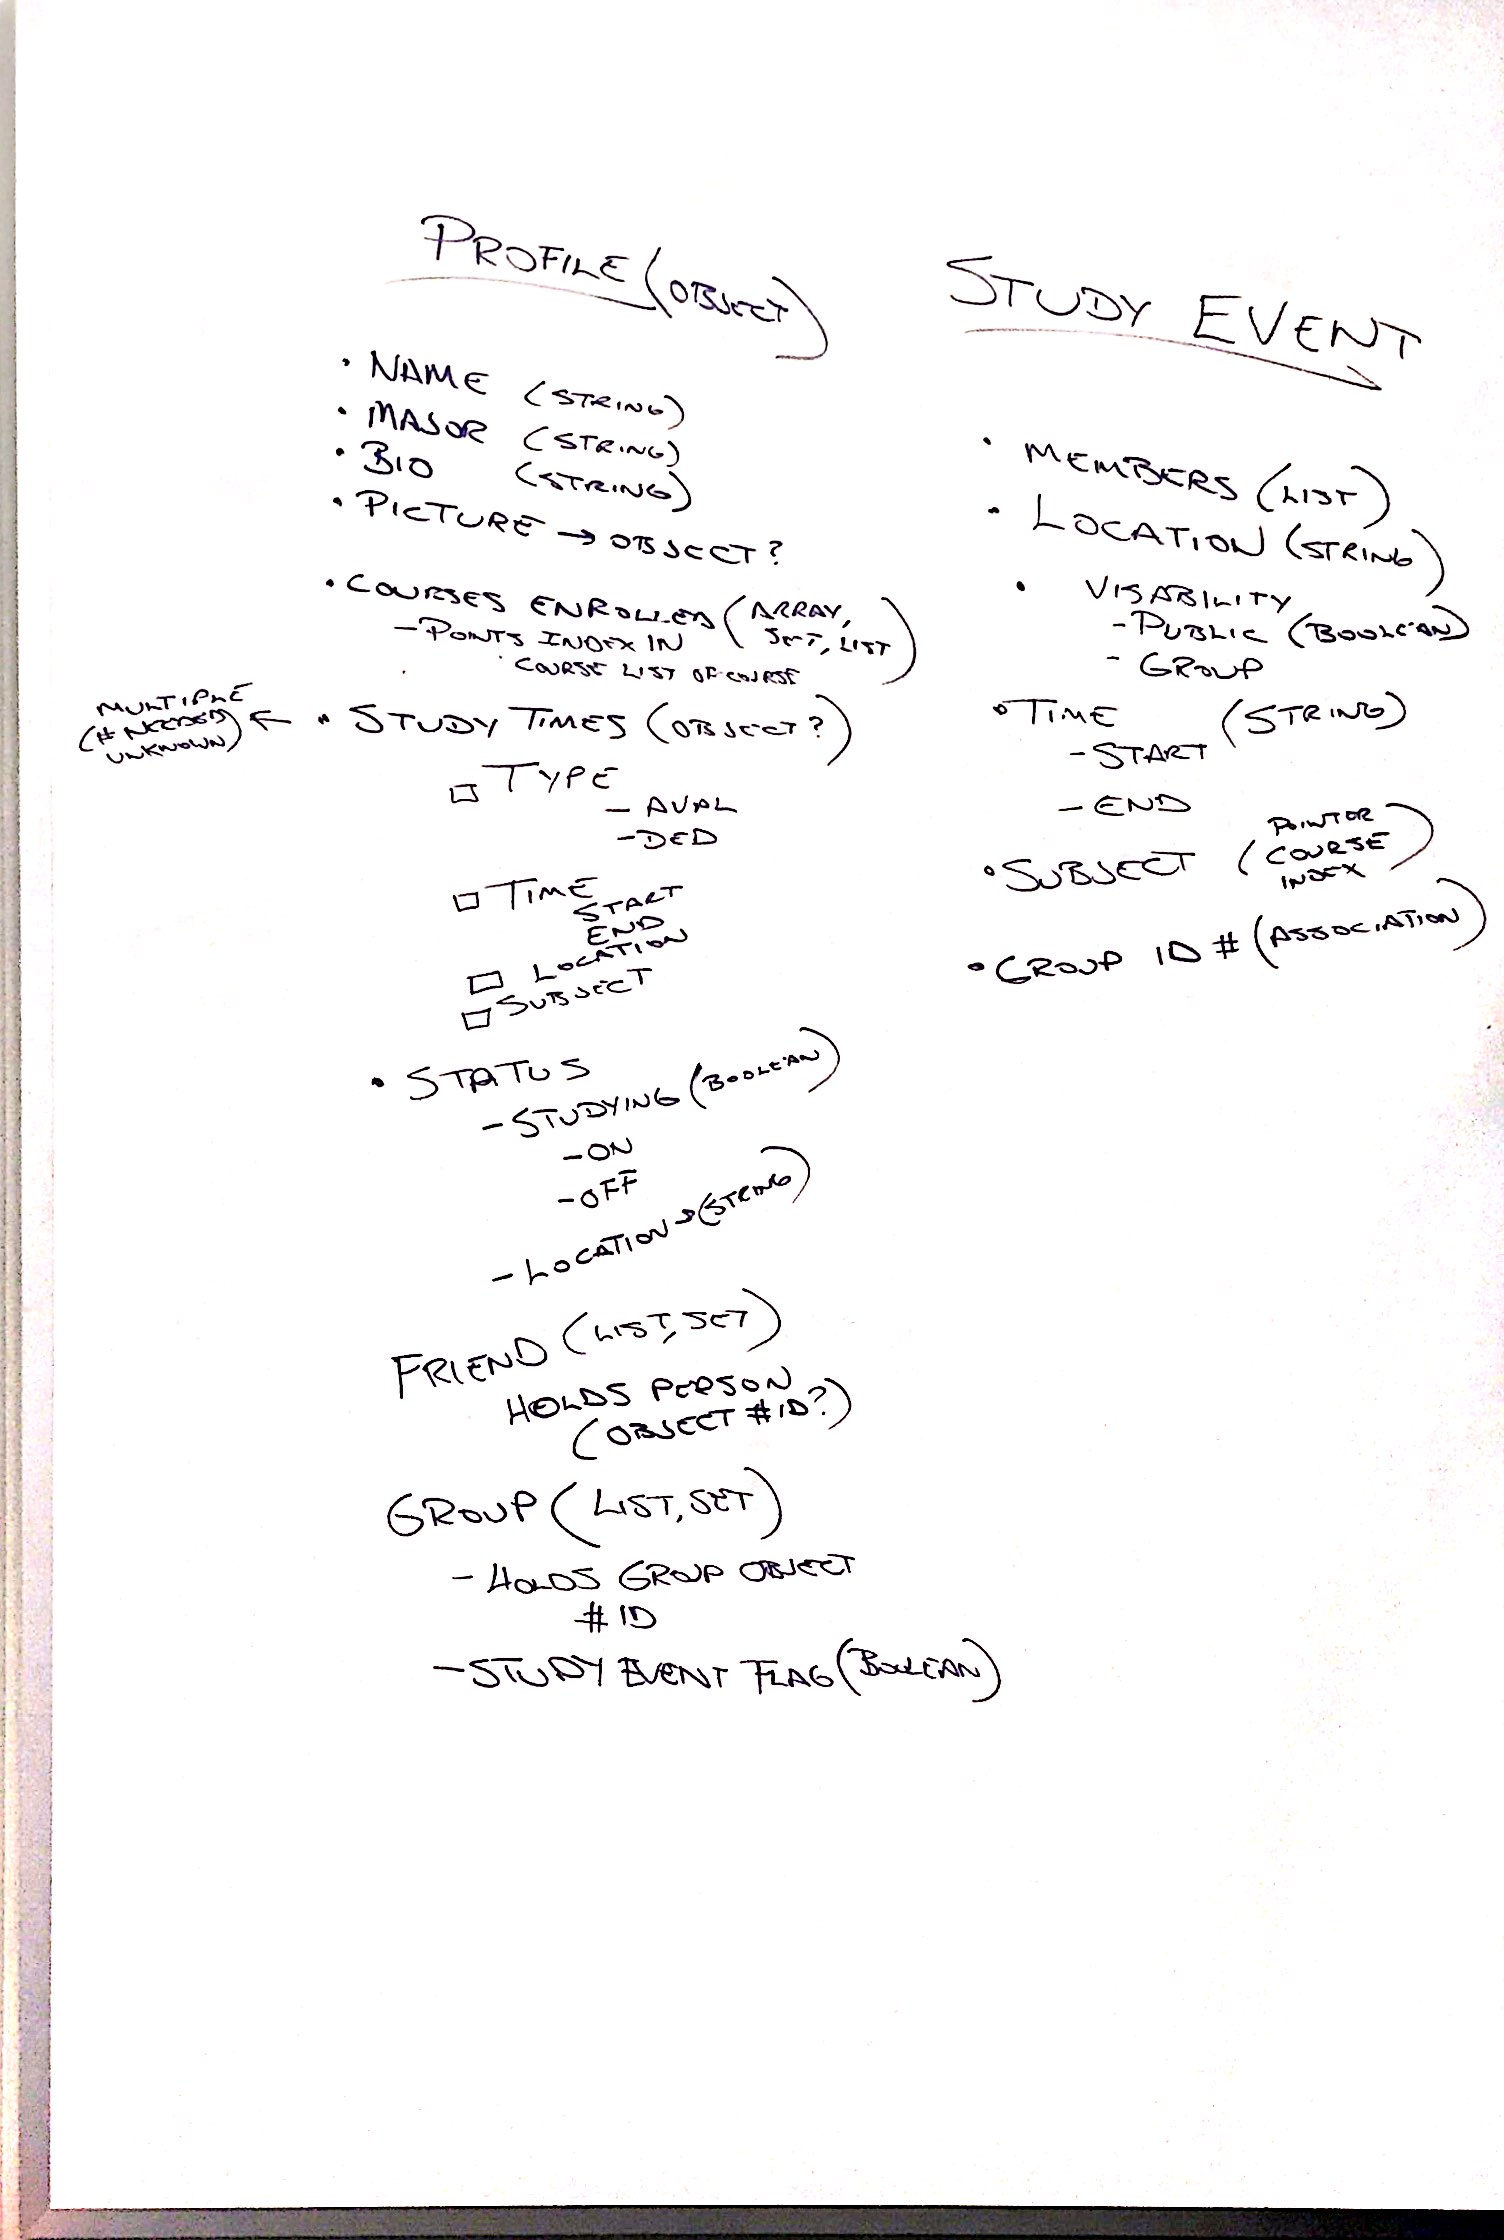 PROFILE (OBJECT)
• NAME (STRING)
• MAJOR (STRING)
• BIO (STRING)
• PICTURE → OBJECT?
• COURSES ENROLLED (ARRAY, SET, LIST)
- POINTS INDEX IN
COURSE LIST OF COURSE
MULTIPLE
(# NEEDED
UNKNOWN)
← • STUDY TIMES (OBJECT?)
□ TYPE
- AVAL
- DED
□ TIME
START
END
□ LOCATION
□ SUBJECT
• STATUS
- STUDYING (BOOLEAN)
- ON
- OFF
- LOCATION → (STRING)
FRIEND (LIST, SET)
HOLDS PERSON
(OBJECT # ID?)
GROUP (LIST, SET)
- HOLDS GROUP OBJECT
# ID
- STUDY EVENT FLAG (BOOLEAN)
STUDY EVENT
• MEMBERS (LIST)
• LOCATION (STRING)
• VISABILITY
- PUBLIC (BOOLEAN)
- GROUP
• TIME (STRING)
- START
- END
• SUBJECT (POINTOR
COURSE
INDEX)
• GROUP ID # (ASSOCIATION)